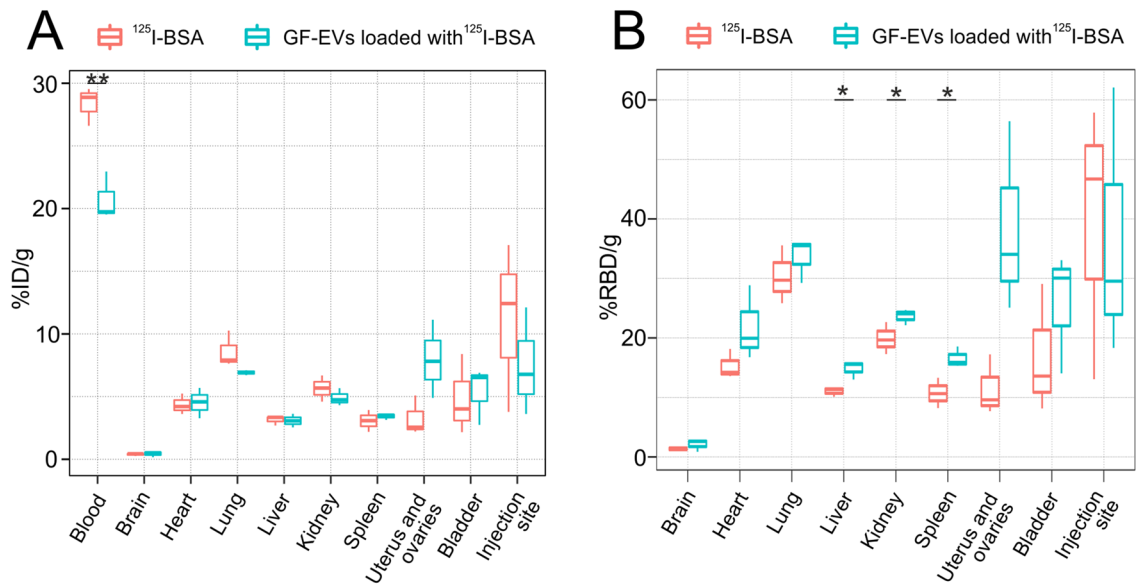 A
¹²⁵I-BSA
GF-EVs loaded with ¹²⁵I-BSA
**
%ID/g
30
20
10
0
Blood
Brain
Heart
Lung
Liver
Kidney
Spleen
Uterus and
ovaries
Bladder
Injection
site
B
¹²⁵I-BSA
GF-EVs loaded with ¹²⁵I-BSA
*
*
*
%RBD/g
60
40
20
0
Brain
Heart
Lung
Liver
Kidney
Spleen
Uterus and
ovaries
Bladder
Injection
site